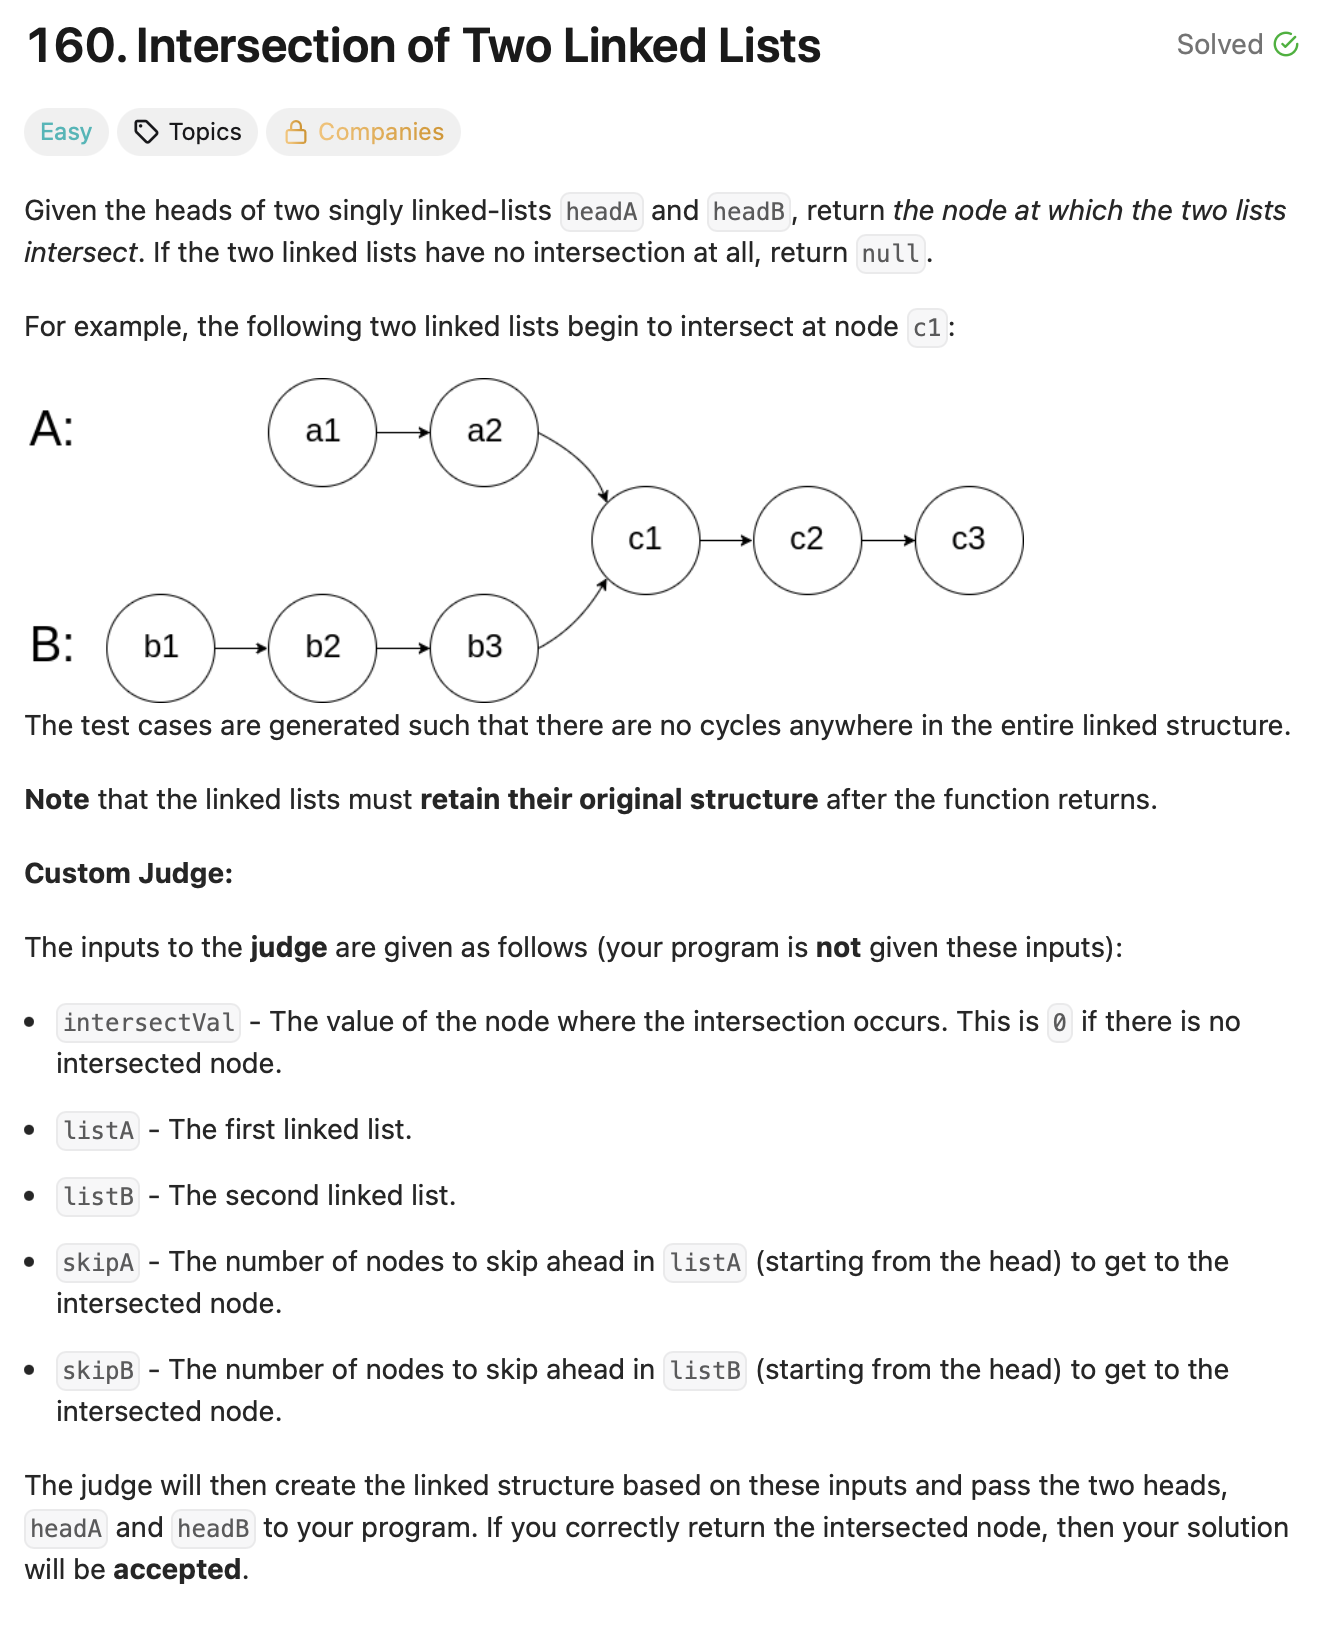 160. Intersection of Two Linked Lists
Solved
Easy
Topics
Companies
Given the heads of two singly linked-lists headA and headB, return the node at which the two lists
intersect. If the two linked lists have no intersection at all, return null.
For example, the following two linked lists begin to intersect at node c1:
A:
a1
a2
c1
c2
c3
B:
b1
b2
b3
The test cases are generated such that there are no cycles anywhere in the entire linked structure.
Note that the linked lists must retain their original structure after the function returns.
Custom Judge:
The inputs to the judge are given as follows (your program is not given these inputs):
• intersectVal - The value of the node where the intersection occurs. This is 0 if there is no
intersected node.
• listA - The first linked list.
• listB - The second linked list.
• skipA - The number of nodes to skip ahead in listA (starting from the head) to get to the
intersected node.
• skipB - The number of nodes to skip ahead in listB (starting from the head) to get to the
intersected node.
The judge will then create the linked structure based on these inputs and pass the two heads,
headA and headB to your program. If you correctly return the intersected node, then your solution
will be accepted.